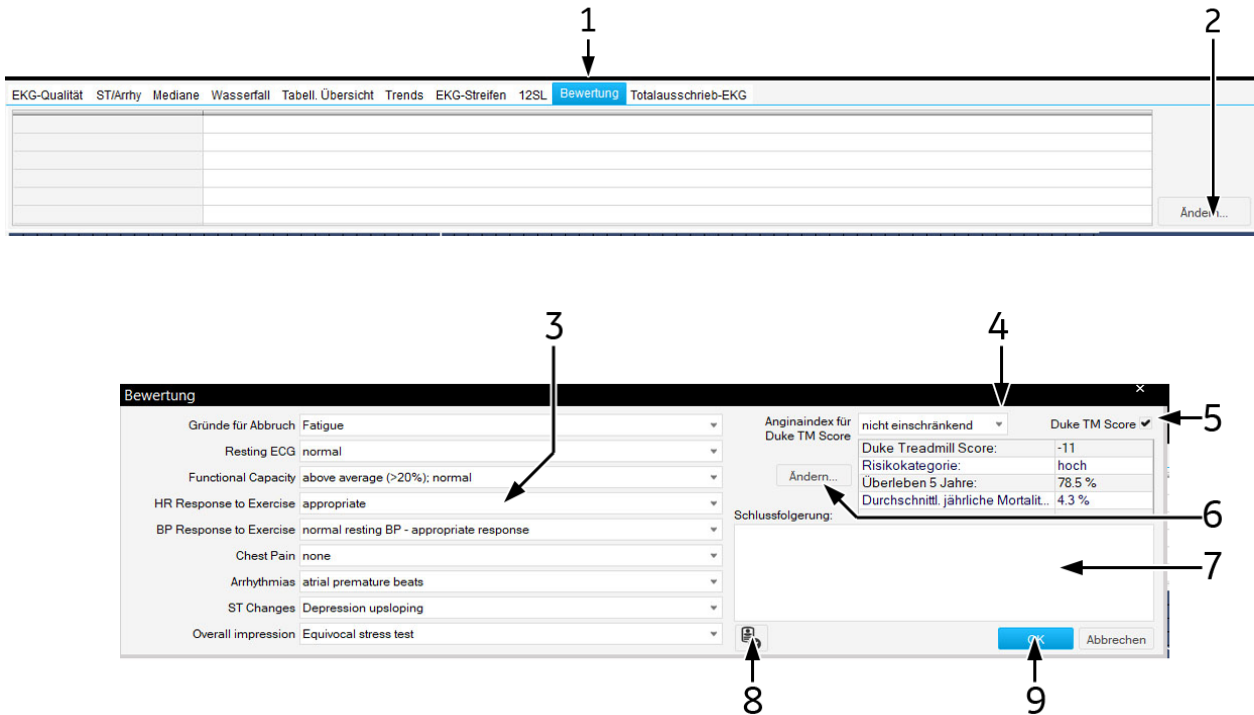 1
2
EKG-Qualität ST/Arrhy Mediane Wasserfall Tabell. Übersicht Trends EKG-Streifen 12SL Bewertung Totalausschrieb-EKG
Ändern...
3
4
Bewertung ×
Gründe für Abbruch Fatigue
Resting ECG normal
Functional Capacity above average (>20%); normal
HR Response to Exercise appropriate
BP Response to Exercise normal resting BP - appropriate response
Chest Pain none
Arrhythmias atrial premature beats
ST Changes Depression upsloping
Overall impression Equivocal stress test
Anginaindex für
Duke TM Score
nicht einschränkend
Duke TM Score
5
Duke Treadmill Score: -11
Risikokategorie: hoch
Überleben 5 Jahre: 78.5 %
Durchschnittl. jährliche Mortalit... 4.3 %
Ändern...
6
Schlussfolgerung:
7
OK Abbrechen
8
9